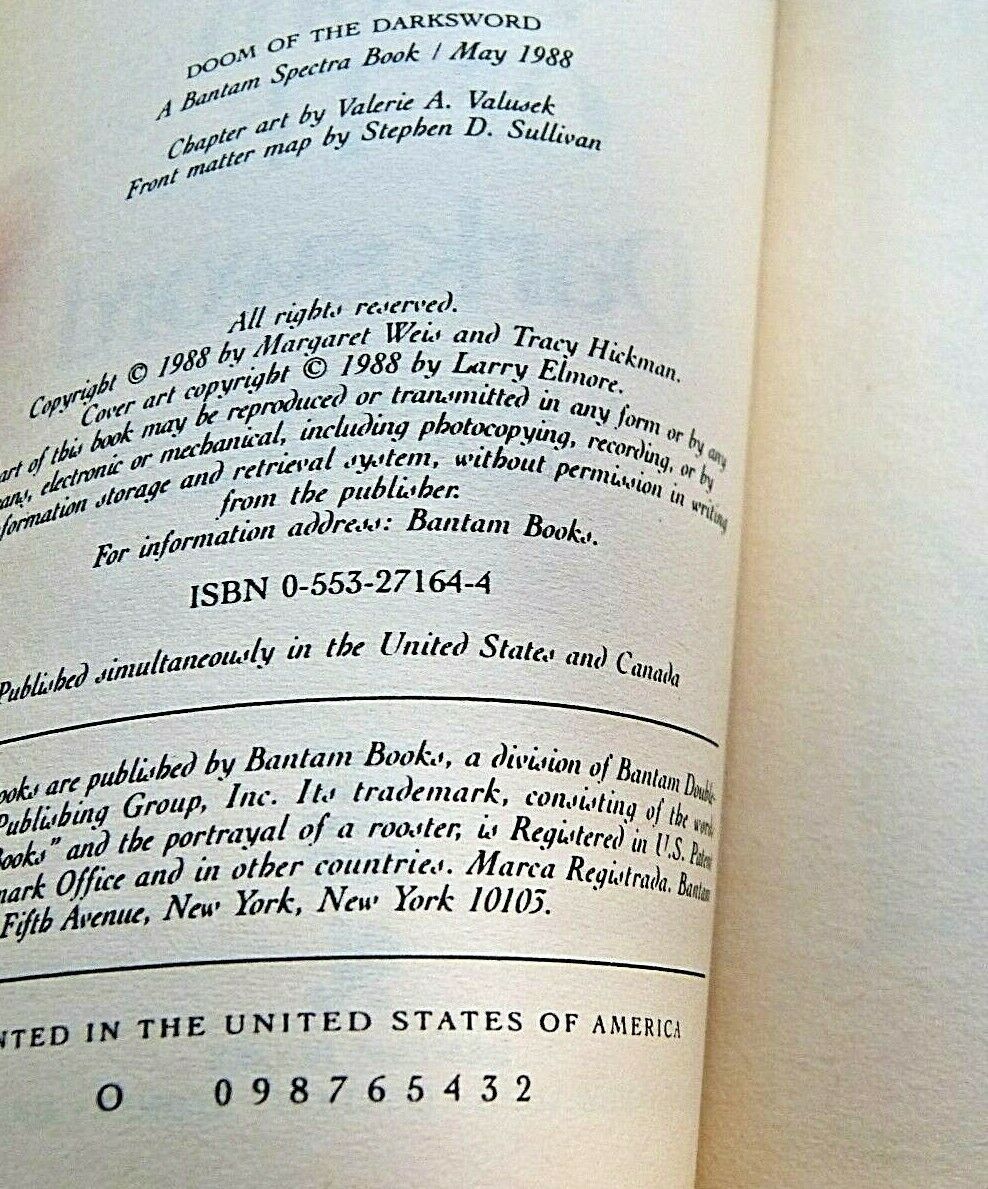 DOOM OF THE DARKSWORD
A Bantam Spectra Book / May 1988
Chapter art by Valerie A. Valusek
Front matter map by Stephen D. Sullivan
All rights reserved.
Copyright © 1988 by Margaret Weis and Tracy Hickman.
Cover art copyright © 1988 by Larry Elmore.
art of this book may be reproduced or transmitted in any form or by any
ans, electronic or mechanical, including photocopying, recording, or by
formation storage and retrieval system, without permission in writing
from the publisher.
For information address: Bantam Books.
ISBN 0-553-27164-4
Published simultaneously in the United States and Canada
ooks are published by Bantam Books, a division of Bantam Double-
Publishing Group, Inc. Its trademark, consisting of the words
Books" and the portrayal of a rooster, is Registered in U.S. Patent
mark Office and in other countries. Marca Registrada. Bantam
Fifth Avenue, New York, New York 10103.
NTED IN THE UNITED STATES OF AMERICA
O 0 9 8 7 6 5 4 3 2